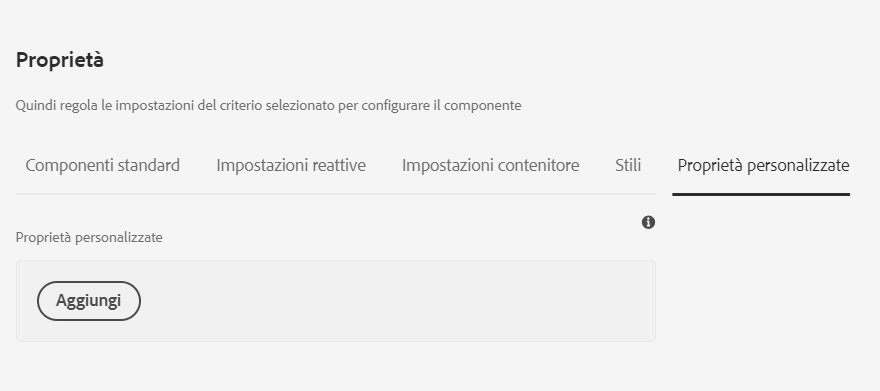 Proprietà
Quindi regola le impostazioni del criterio selezionato per configurare il componente
Componenti standard Impostazioni reattive Impostazioni contenitore Stili Proprietà personalizzate
Proprietà personalizzate
Aggiungi